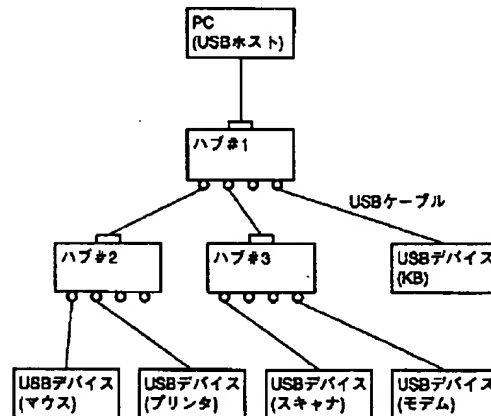 PC
(USBホスト)
ハブ#1
USBケーブル
ハブ#2
ハブ#3
USBデバイス
(KB)
USBデバイス
(マウス)
USBデバイス
(プリンタ)
USBデバイス
(スキャナ)
USBデバイス
(モデム)